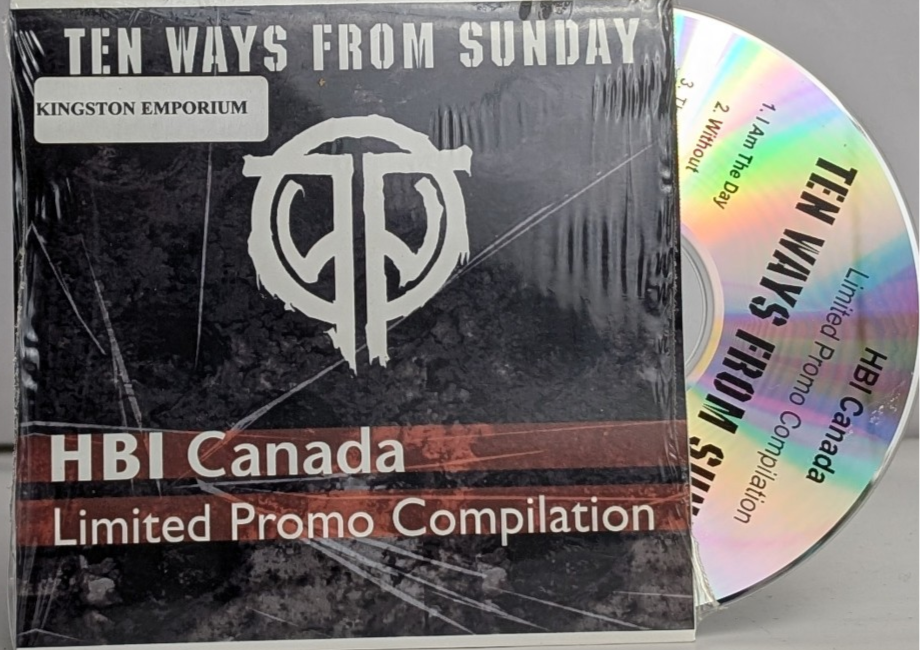 TEN WAYS FROM SUNDAY
KINGSTON EMPORIUM
HBI Canada
Limited Promo Compilation
HBI Canada
Limited Promo Compilation
TEN WAYS FROM
1. I Am The Day
2. Without
3.